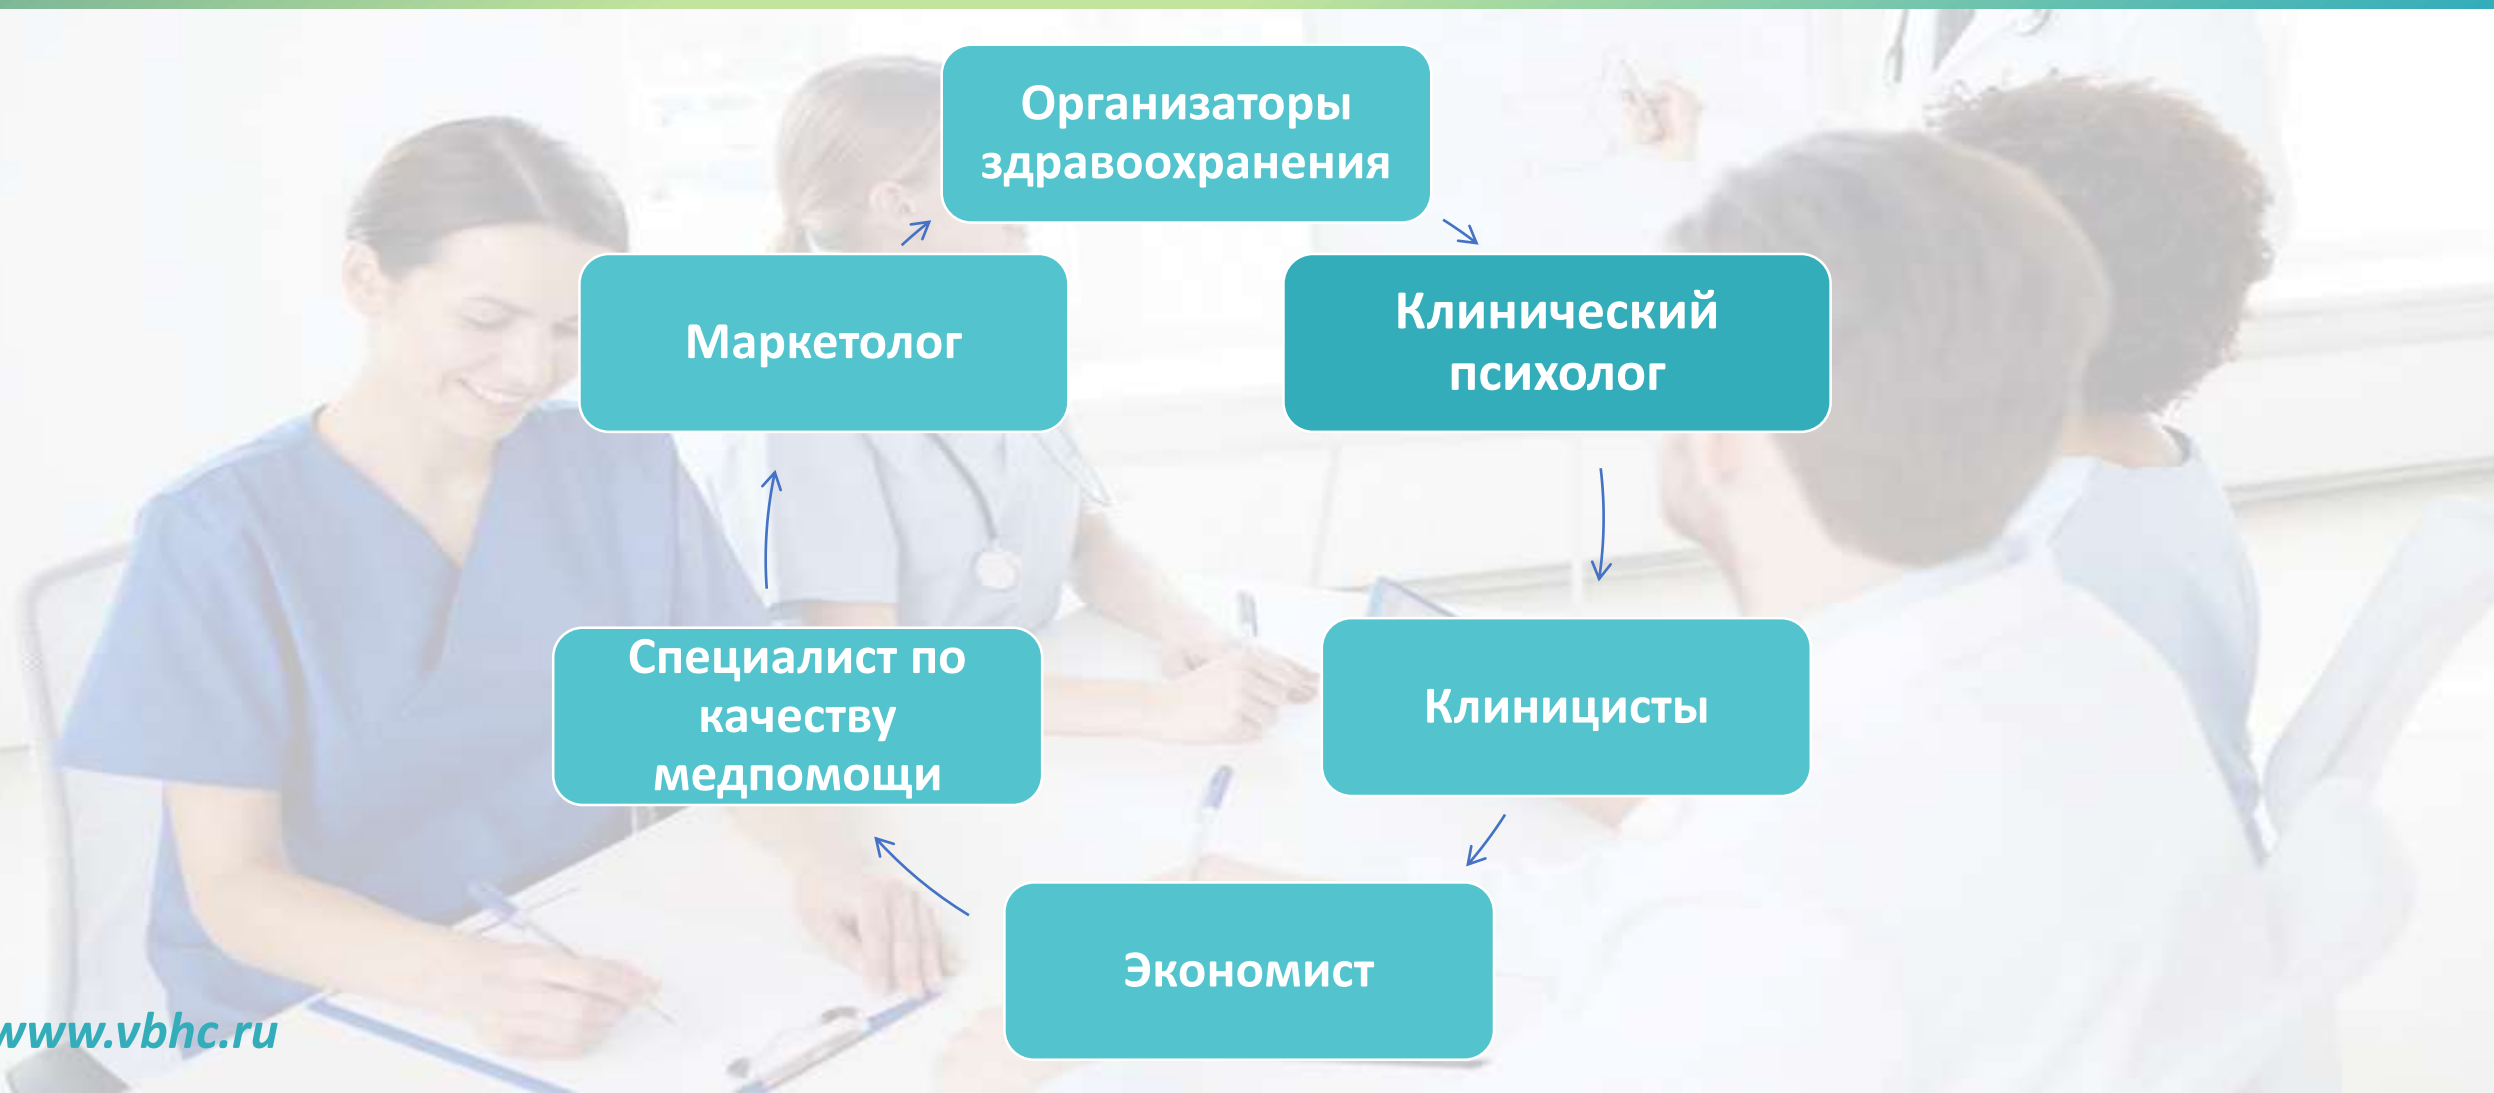 Организаторы
здравоохранения
Маркетолог
Клинический
психолог
Специалист по
качеству
медпомощи
Клиницисты
Экономист
www.vbhc.ru